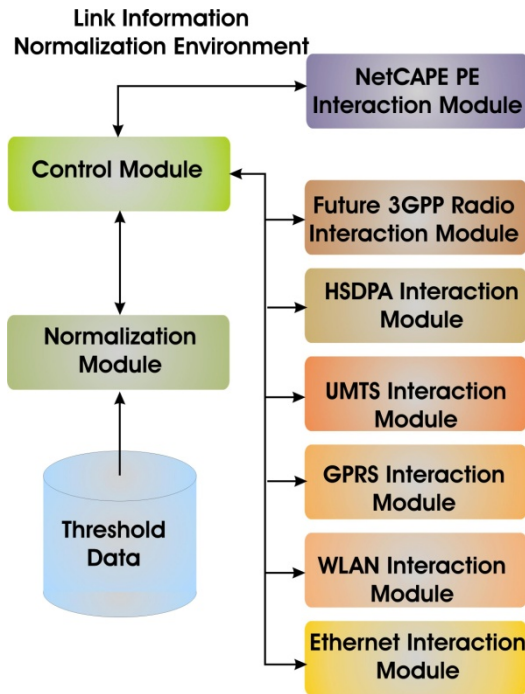 Link Information
Normalization Environment
NetCAPE PE
Interaction Module
Control Module
Future 3GPP Radio
Interaction Module
HSDPA Interaction
Module
Normalization
Module
UMTS Interaction
Module
GPRS Interaction
Module
Threshold
Data
WLAN Interaction
Module
Ethernet Interaction
Module